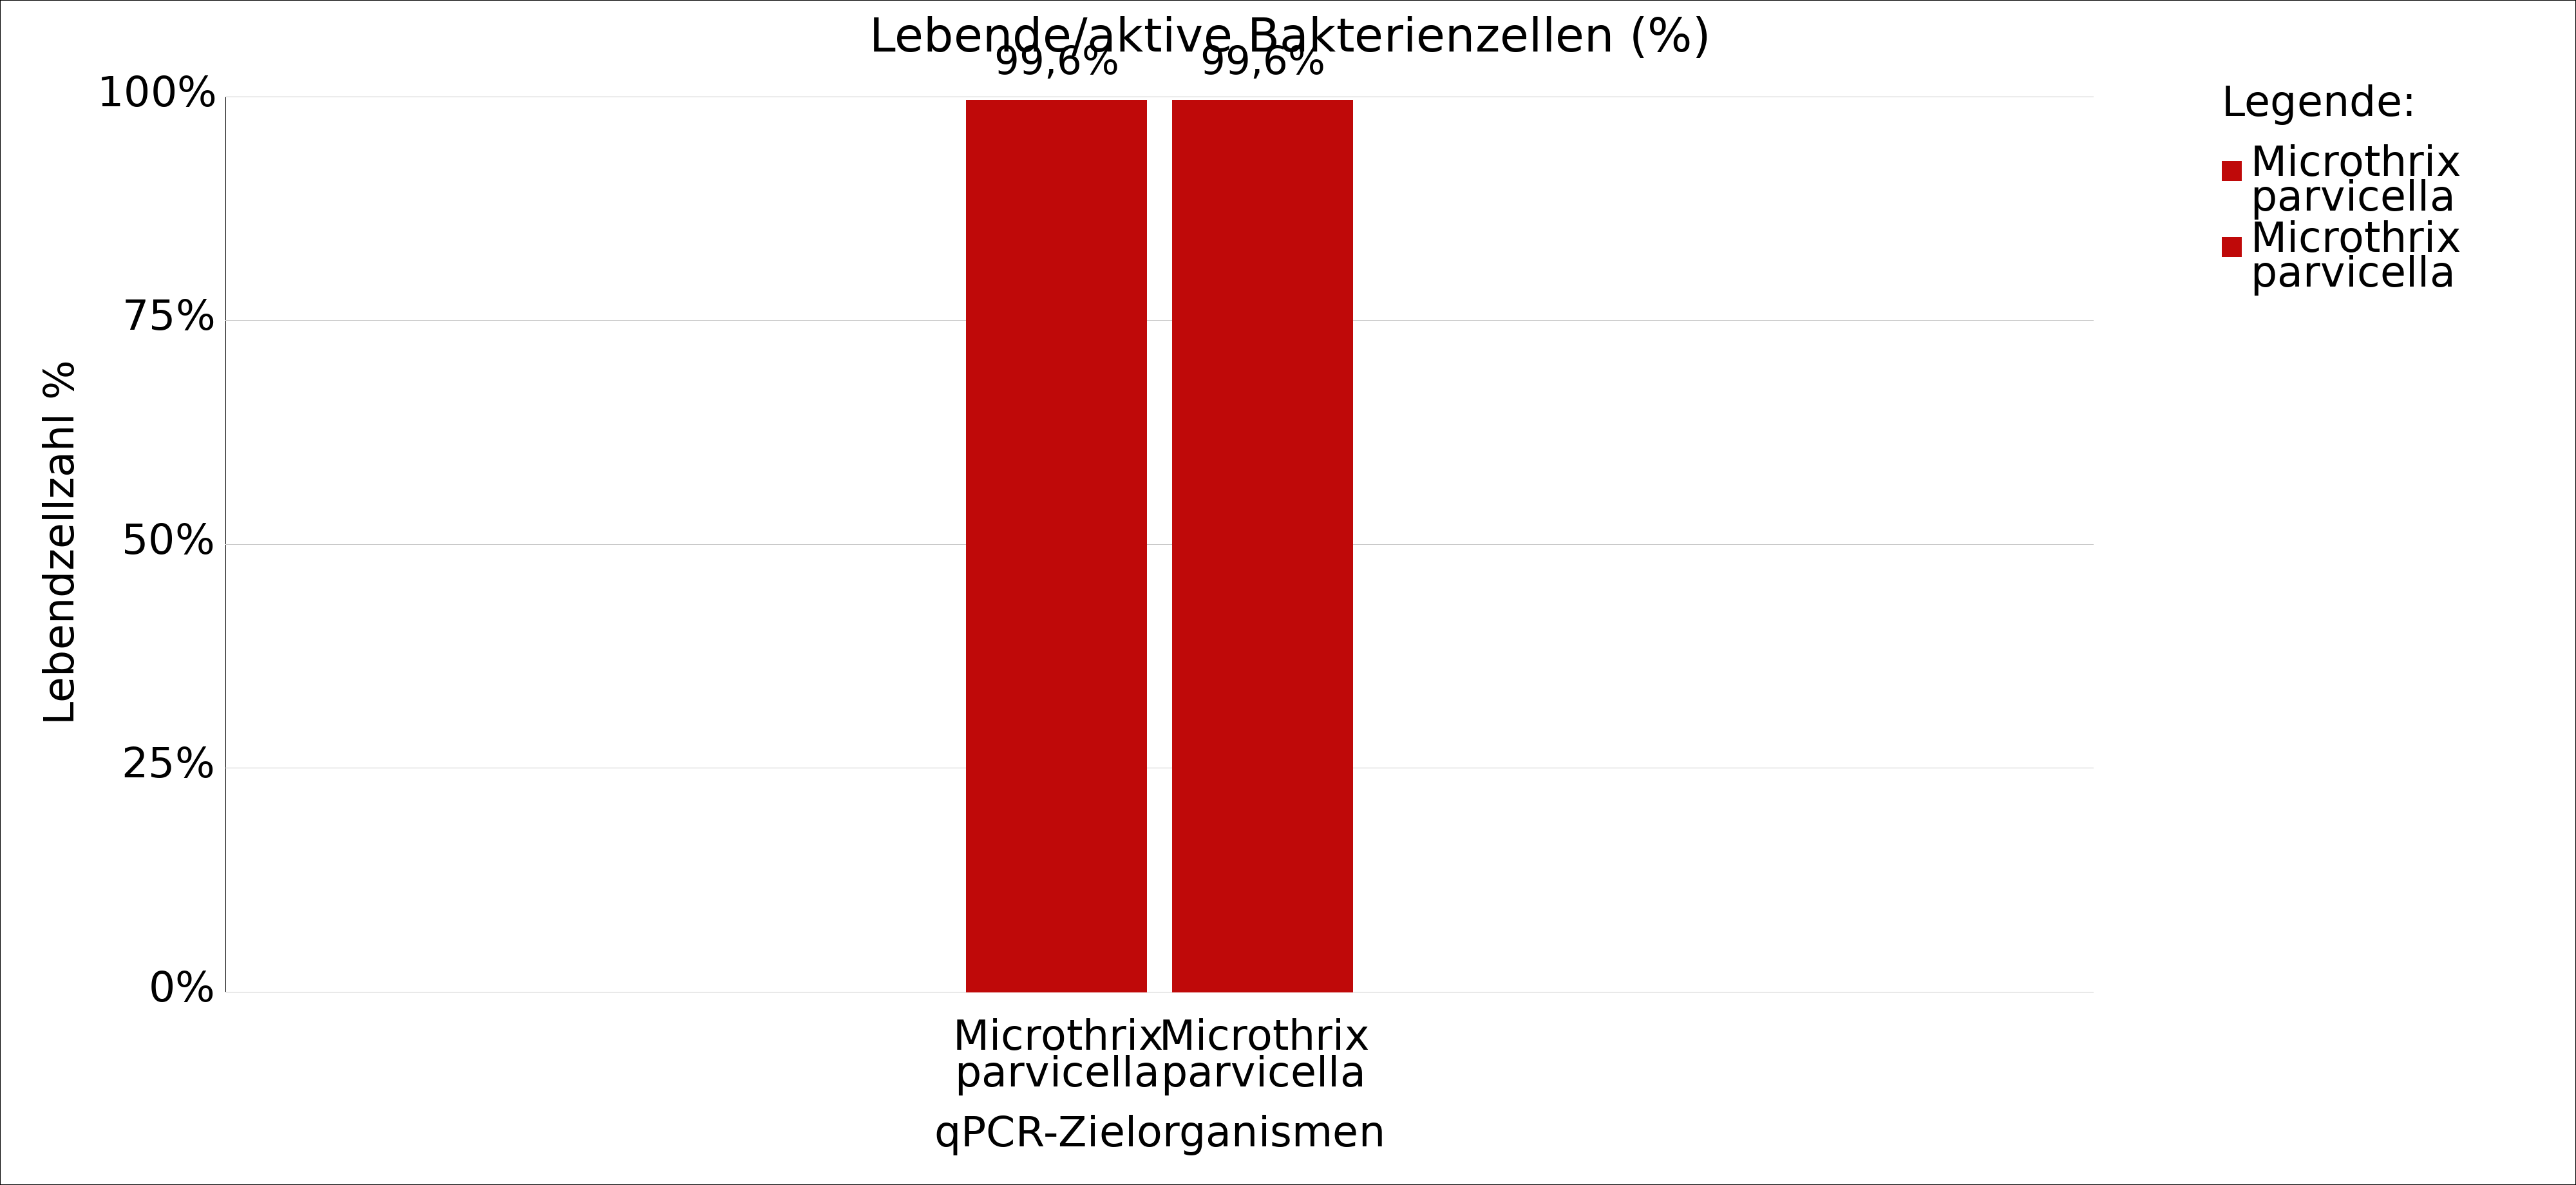 Lebende/aktive Bakterienzellen (%)
99,6%
99,6%
100%
75%
50%
25%
0%
Lebendzellzahl %
Microthrix
parvicella
Microthrix
parvicella
qPCR-Zielorganismen
Legende:
Microthrix
parvicella
Microthrix
parvicella